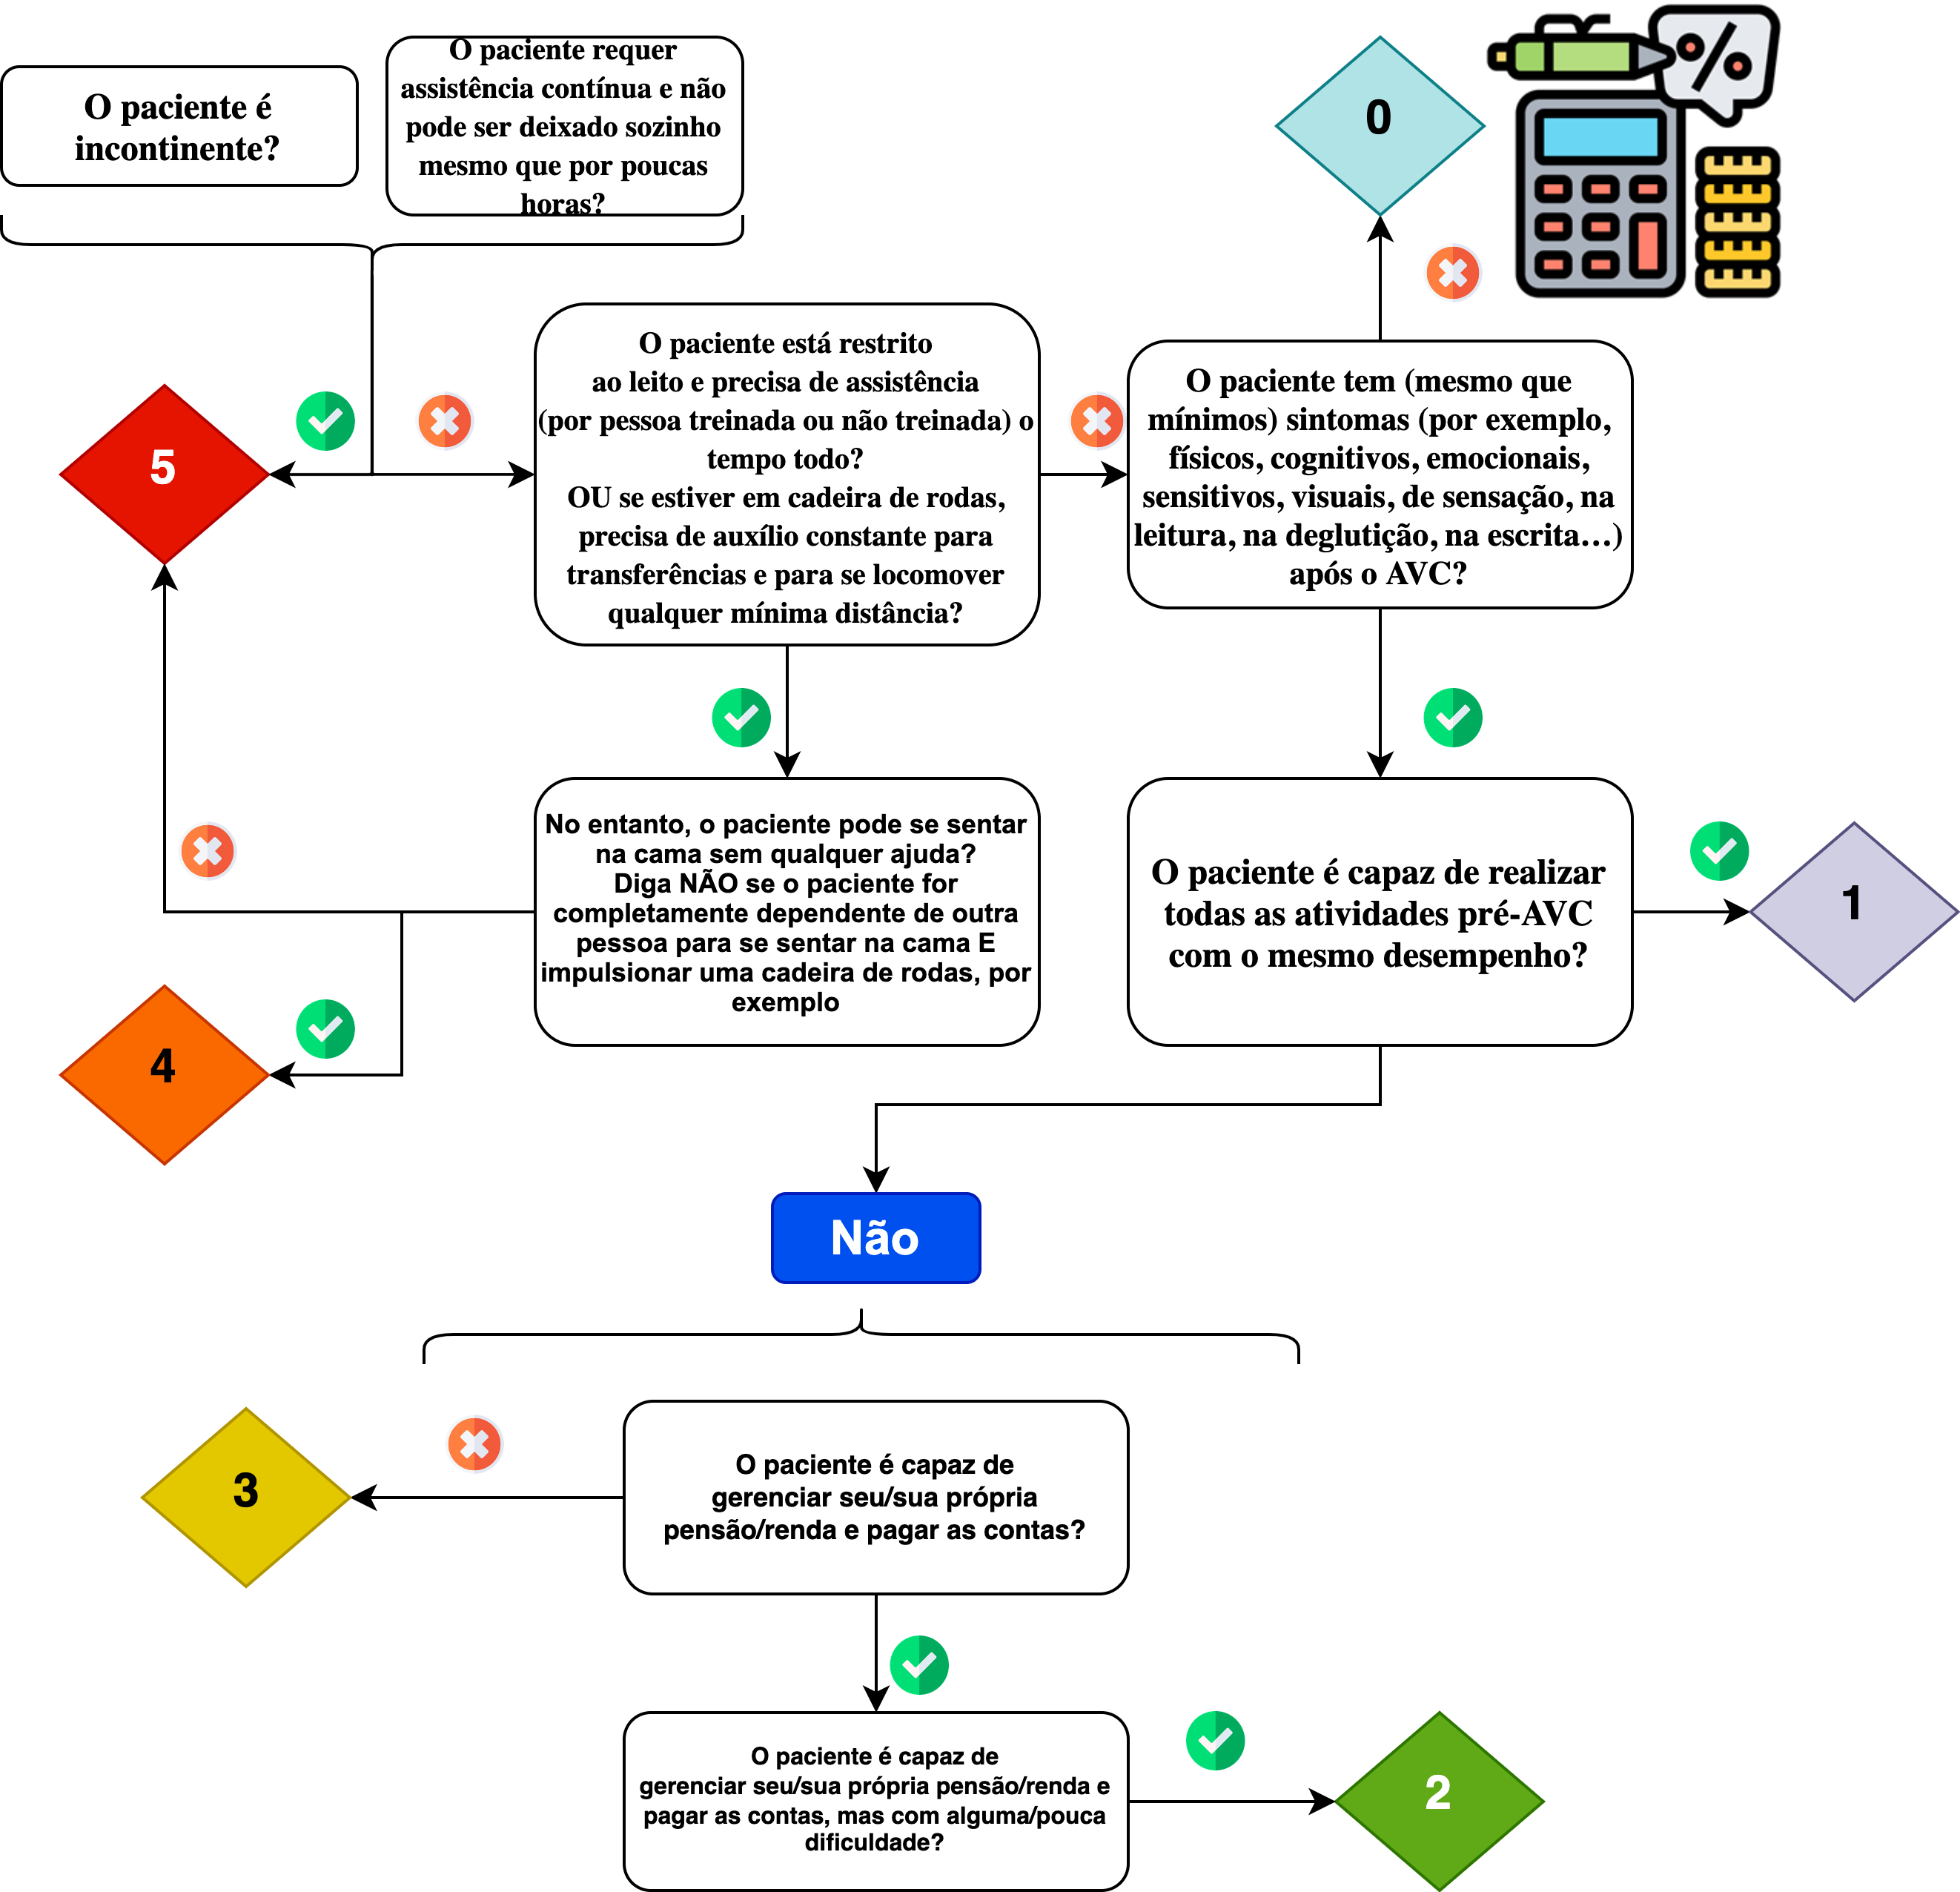 O paciente é
incontinente?
O paciente requer
assistência contínua e não
pode ser deixado sozinho
mesmo que por poucas
horas?
0
%
5
O paciente está restrito
ao leito e precisa de assistência
(por pessoa treinada ou não treinada) o
tempo todo?
OU se estiver em cadeira de rodas,
precisa de auxílio constante para
transferências e para se locomover
qualquer mínima distância?
O paciente tem (mesmo que
mínimos) sintomas (por exemplo,
físicos, cognitivos, emocionais,
sensitivos, visuais, de sensação, na
leitura, na deglutição, na escrita...)
após o AVC?
No entanto, o paciente pode se sentar
na cama sem qualquer ajuda?
Diga NÃO se o paciente for
completamente dependente de outra
pessoa para se sentar na cama E
impulsionar uma cadeira de rodas, por
exemplo
O paciente é capaz de realizar
todas as atividades pré-AVC
com o mesmo desempenho?
1
4
Não
3
O paciente é capaz de
gerenciar seu/sua própria
pensão/renda e pagar as contas?
O paciente é capaz de
gerenciar seu/sua própria pensão/renda e
pagar as contas, mas com alguma/pouca
dificuldade?
2